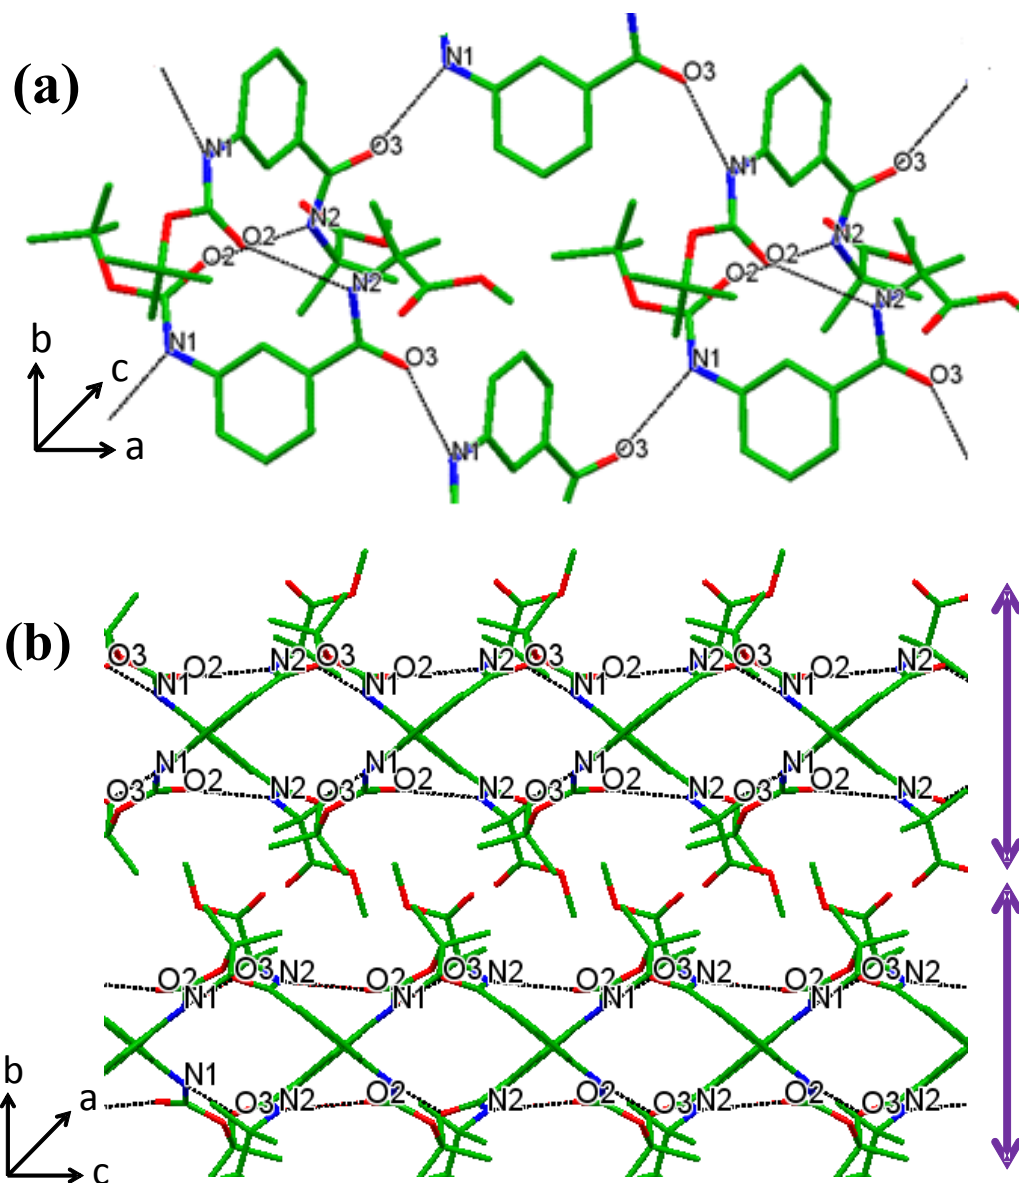 (a)
N1 O3
N1 O3 N1 O3
N2 N2
O2 O2 O2 O2
N2 N2
N1 O3 N1 O3
N1 O3
b
c
a
(b)
O3 N1 O2 N2 O3 N1 O2 N2 O3 N1 O2 N2 O3 N1 O2 N2
N1 N1 N1 N1
O3 O2 N2 O3 O2 N2 O3 O2 N2 O3 O2 N2
O2 O3 N2 O2 O3 N2 O2 O3 N2 O2 O3 N2
N1 N1 N1 N1
N1
O3 N2 O2 N2 O2 O3 N2 O2 O3 N2
b
a
c